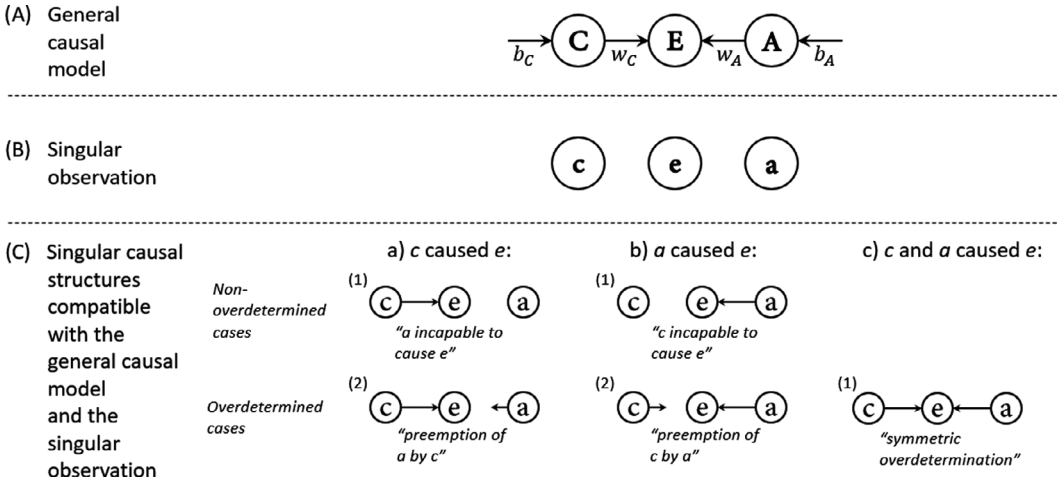 (A) General causal model
C E A
b_C w_C w_A b_A
(B) Singular observation
c e a
(C) Singular causal structures compatible with the general causal model and the singular observation
a) c caused e:
b) a caused e:
c) c and a caused e:
Non-overdetermined cases
(1) c e a
"a incapable to cause e"
(1) c e a
"c incapable to cause e"
Overdetermined cases
(2) c e a
"preemption of a by c"
(2) c e a
"preemption of c by a"
(1) c e a
"symmetric overdetermination"